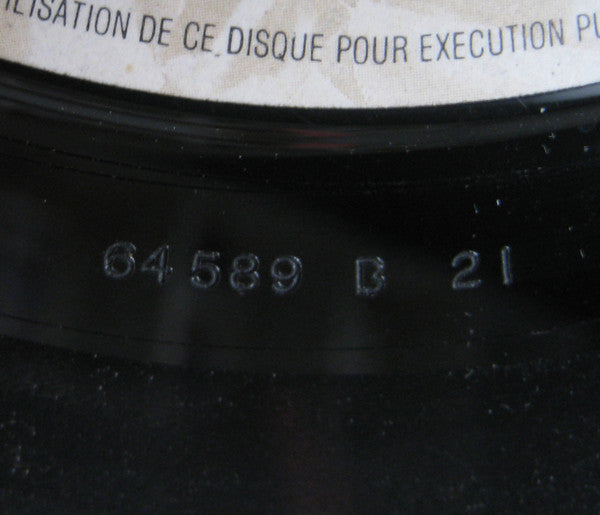 ILISATION DE CE DISQUE POUR EXECUTION PU
64589 B 21